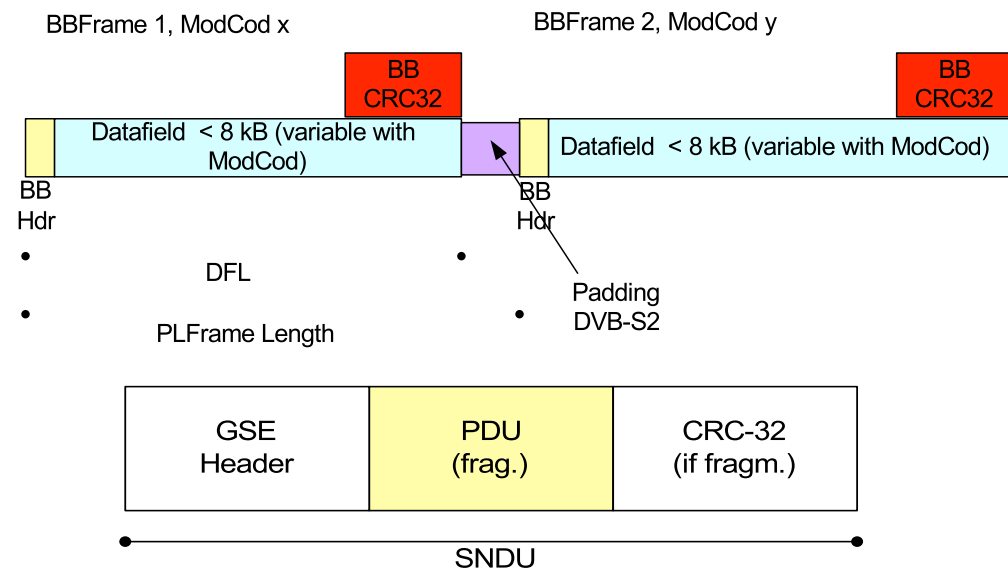 BBFrame 1, ModCod x
BBFrame 2, ModCod y
BB
CRC32
BB
CRC32
Datafield < 8 kB (variable with
ModCod)
Datafield < 8 kB (variable with ModCod)
BB
Hdr
BB
Hdr
DFL
Padding
DVB-S2
PLFrame Length
GSE
Header
PDU
(frag.)
CRC-32
(if fragm.)
SNDU